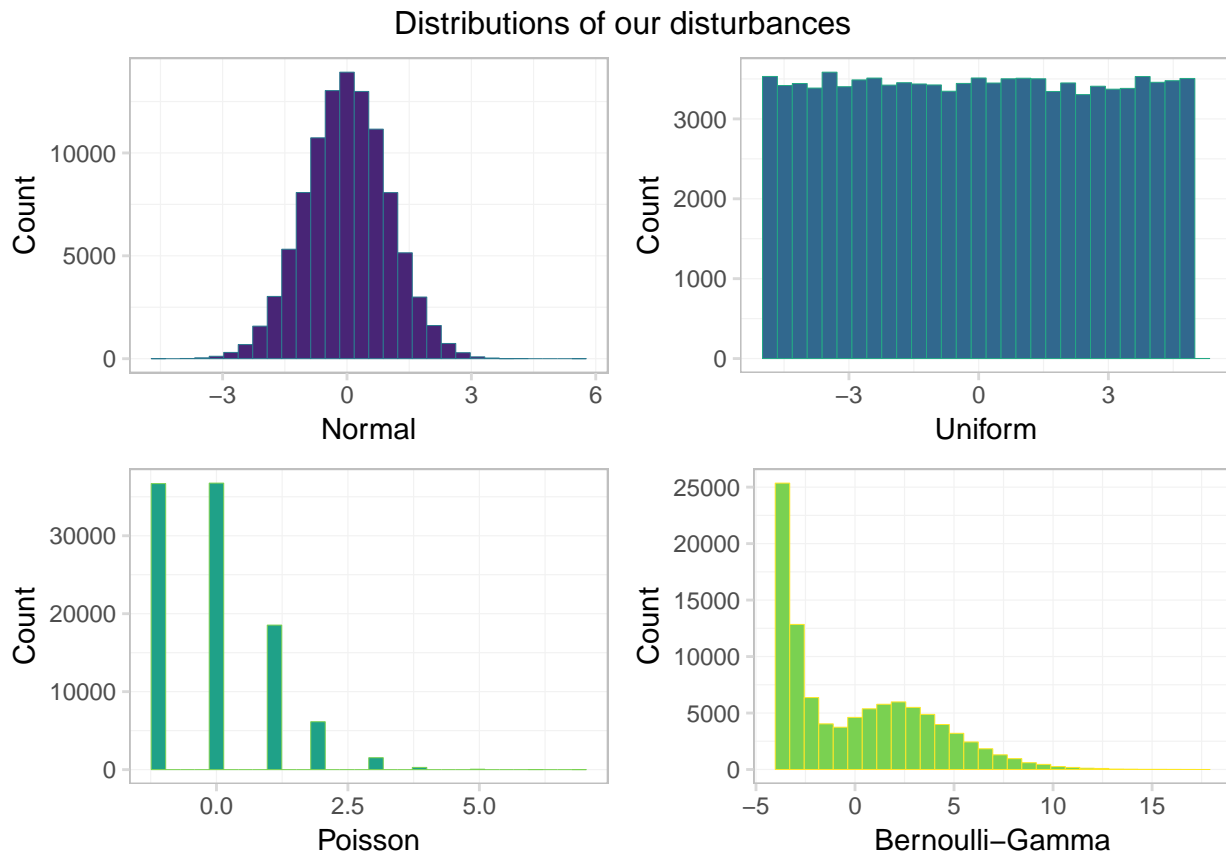 Distributions of our disturbances
Count
10000
5000
0
−3 0 3 6
Normal
Count
3000
2000
1000
0
−3 0 3
Uniform
Count
30000
20000
10000
0
0.0 2.5 5.0
Poisson
Count
25000
20000
15000
10000
5000
0
−5 0 5 10 15
Bernoulli−Gamma